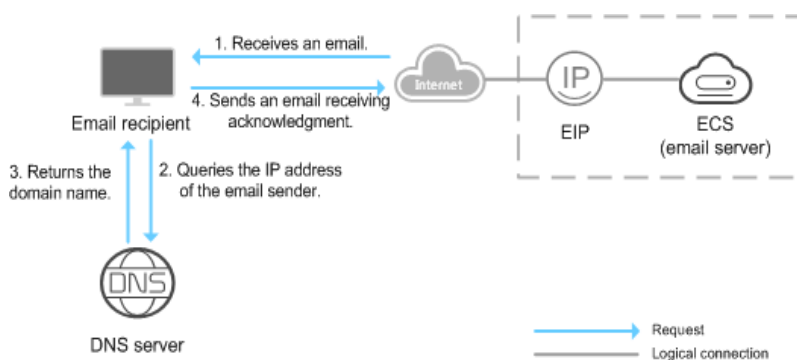 1. Receives an email.
Internet
4. Sends an email receiving
acknowledgment.
Email recipient
IP
EIP
ECS
(email server)
3. Returns the
domain name.
2. Queries the IP address
of the email sender.
DNS
DNS server
Request
Logical connection